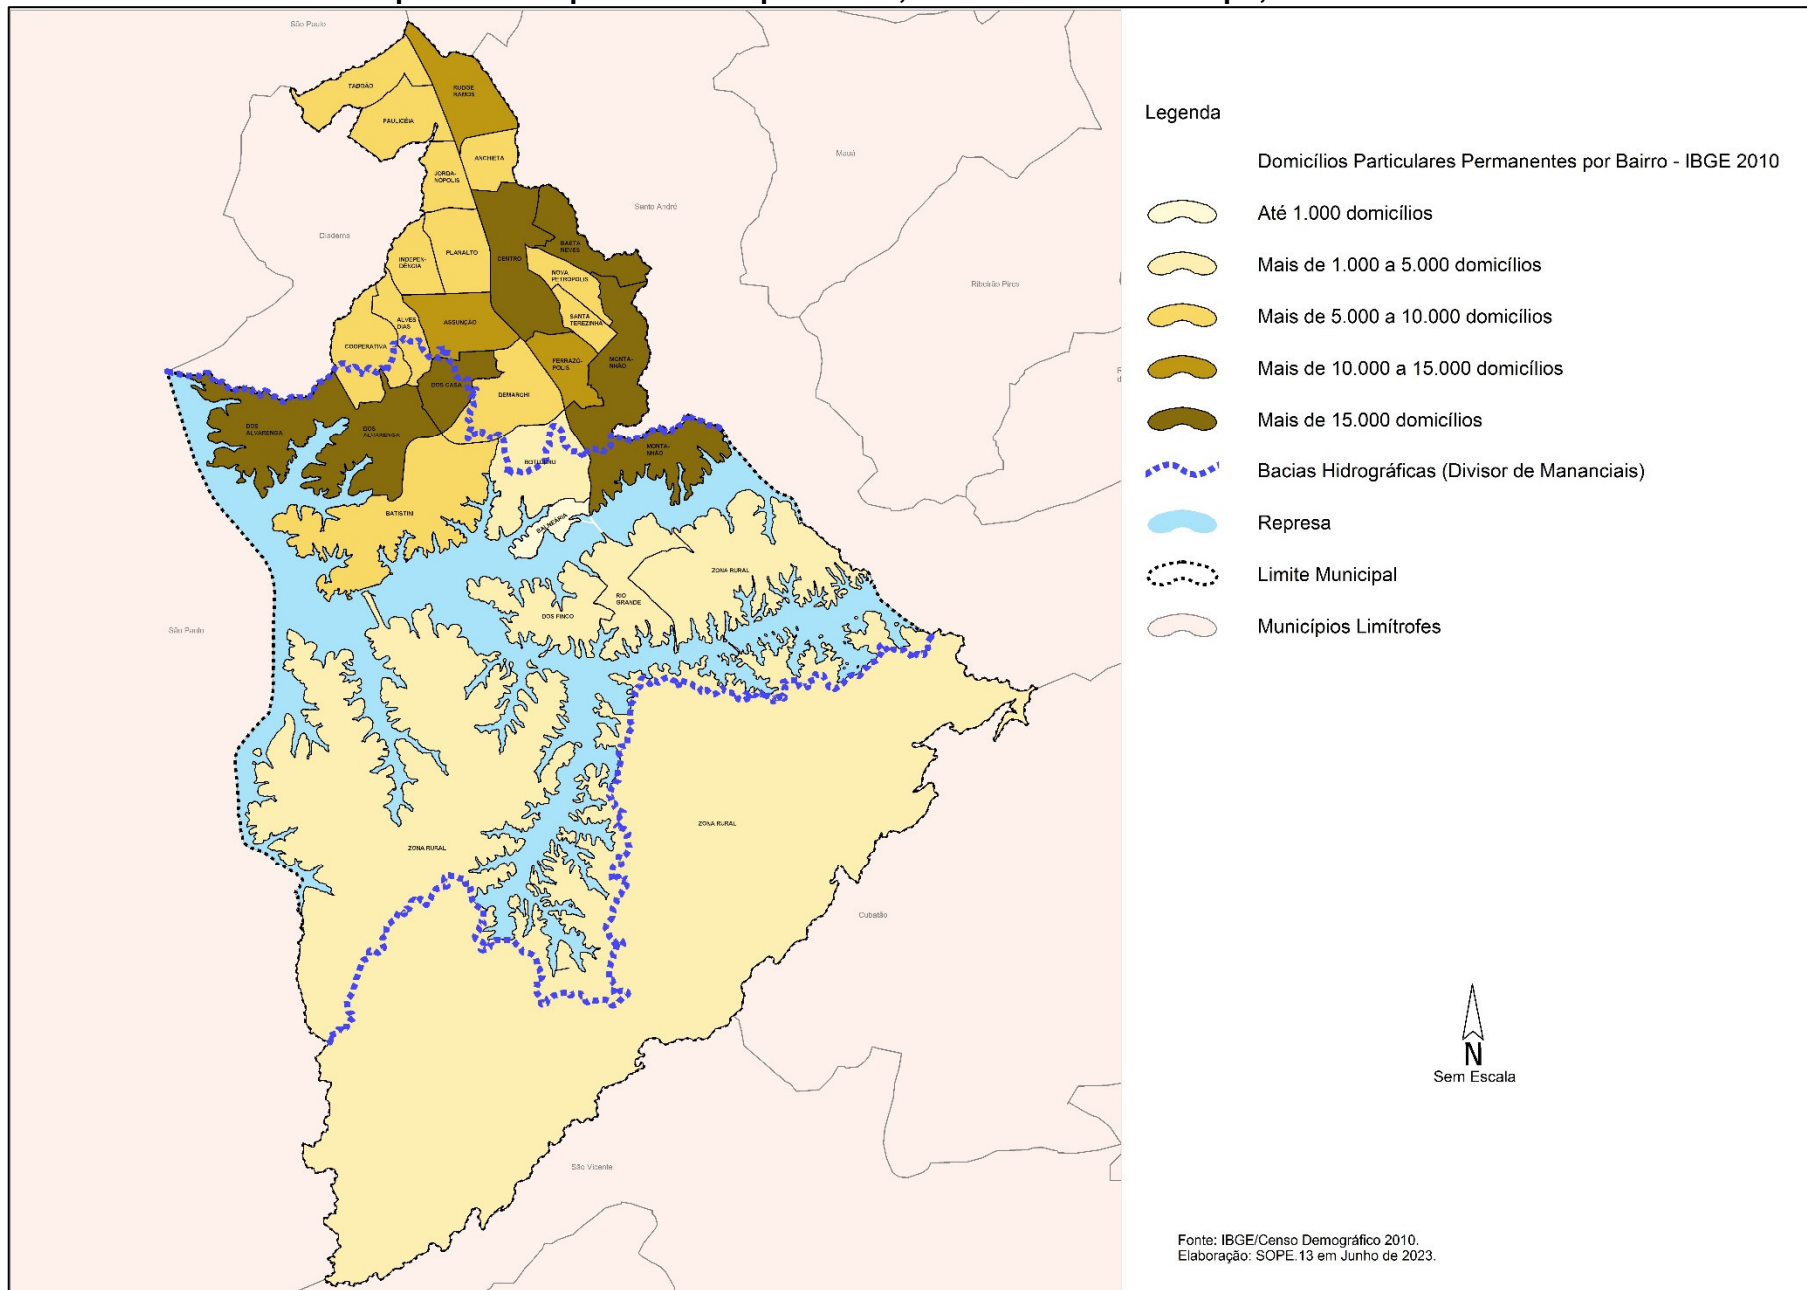 São Paulo
TABOÃO
RUDGE
RAMOS
PAULICÉIA
ANCHIETA
JORDA-
NÓPOLIS
Mauá
Santo André
Diadema
BAETA
NEVES
INDEPEN-
DÊNCIA
PLANALTO
CENTRO
NOVA
PETRÓPOLIS
Ribeirão Pires
ALVES
DIAS
ASSUNÇÃO
SANTA
TEREZINHA
COOPERATIVA
FERRAZO-
POLIS
MONTA-
NHÃO
R
d
DOS CASA
DEMARCHI
DOS
ALVARENGA
DOS
ALVARENGA
MONTA-
NHÃO
BOTUJURU
BATISTINI
BALNEÁRIA
ZONA RURAL
RIO
GRANDE
DOS FINCO
São Paulo
ZONA RURAL
ZONA RURAL
Cubatão
São Vicente
Legenda
Domicílios Particulares Permanentes por Bairro - IBGE 2010
Até 1.000 domicílios
Mais de 1.000 a 5.000 domicílios
Mais de 5.000 a 10.000 domicílios
Mais de 10.000 a 15.000 domicílios
Mais de 15.000 domicílios
Bacias Hidrográficas (Divisor de Mananciais)
Represa
Limite Municipal
Municípios Limítrofes
N
Sem Escala
Fonte: IBGE/Censo Demográfico 2010.
Elaboração: SOPE.13 em Junho de 2023.